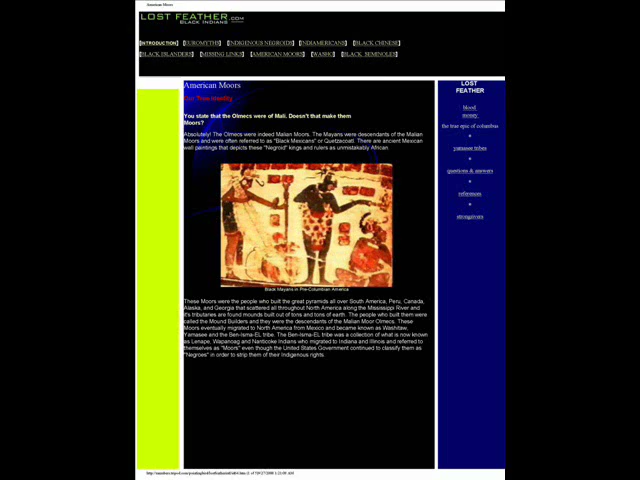 American Moors
LOST FEATHER.COM
BLACK INDIANS
[INTRODUCTION] [EUROMYTHS] [INDIGENOUS NEGROIDS] [INDIAMERICANS] [BLACK CHINESE]
[BLACK ISLANDERS] [MISSING LINKS] [AMERICAN MOORS] [WASHO] [BLACK SEMINOLES]
American Moors
Our True Identity
You state that the Olmecs were of Mali. Doesn't that make them
Moors?
Absolutely! The Olmecs were indeed Malian Moors. The Mayans were descendants of the Malian
Moors and were often referred to as "Black Mexicans" or Quetzacoatl. There are ancient Mexican
wall paintings that depicts these "Negroid" kings and rulers as unmistakably African.
Black Mayans in Pre-Columbian America
These Moors were the people who built the great pyramids all over South America, Peru, Canada,
Alaska, and Georgia that scattered all throughout North America along the Mississippi River and
it's tributaries are found mounds built out of tons and tons of earth. The people who built them were
called the Mound Builders and they were the descendants of the Malian Moor Olmecs. These
Moors eventually migrated to North America from Mexico and became known as Washitaw,
Yamasee and the Ben-Isma-EL tribe. The Ben-Isma-EL tribe was a collection of what is now known
as Lenape, Wapanoag and Nanticoke Indians who migrated to Indiana and Illinois and referred to
themselves as "Moors" even though the United States Government continued to classify them as
"Negroes" in order to strip them of their Indigenous rights.
LOST
FEATHER
blood
money
the true epic of columbus
yamasee tribes
questions & answers
references
strongrivers